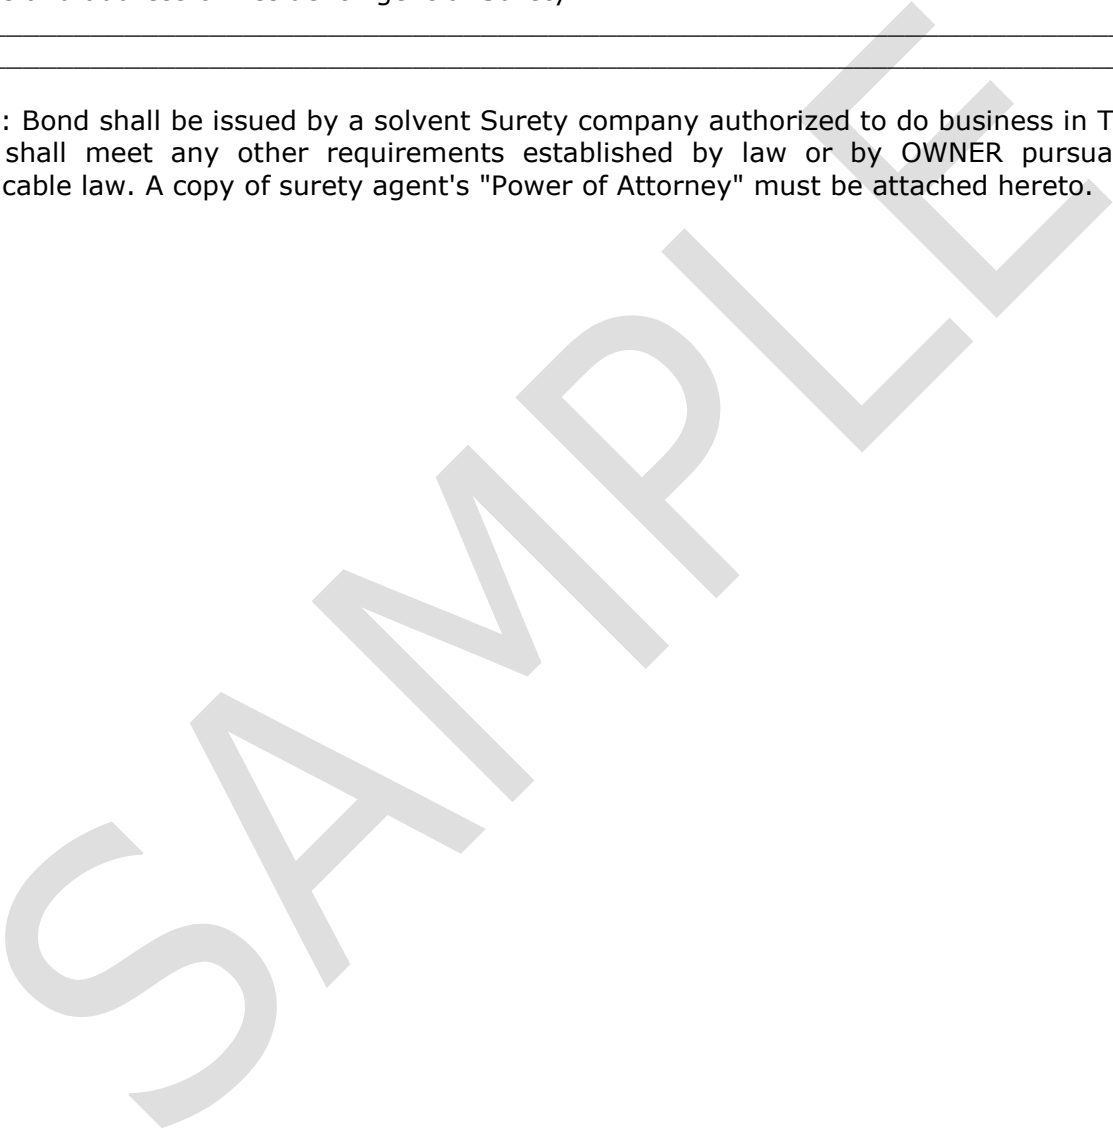 : Bond shall be issued by a solvent Surety company authorized to do business in T
shall meet any other requirements established by law or by OWNER pursua
cable law. A copy of surety agent's "Power of Attorney" must be attached hereto.
SAMPLE